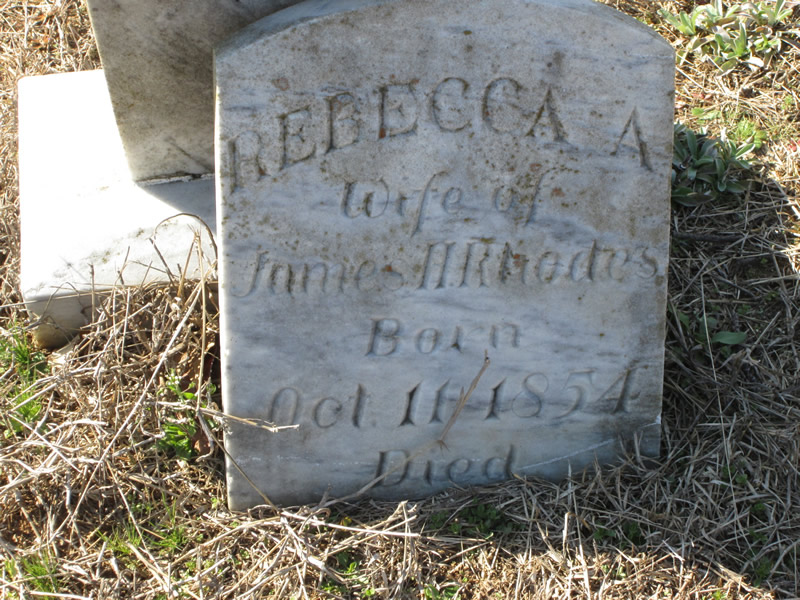 REBECCA A
Wife of
James H Rhodes
Born
Oct. 11 1854
Died